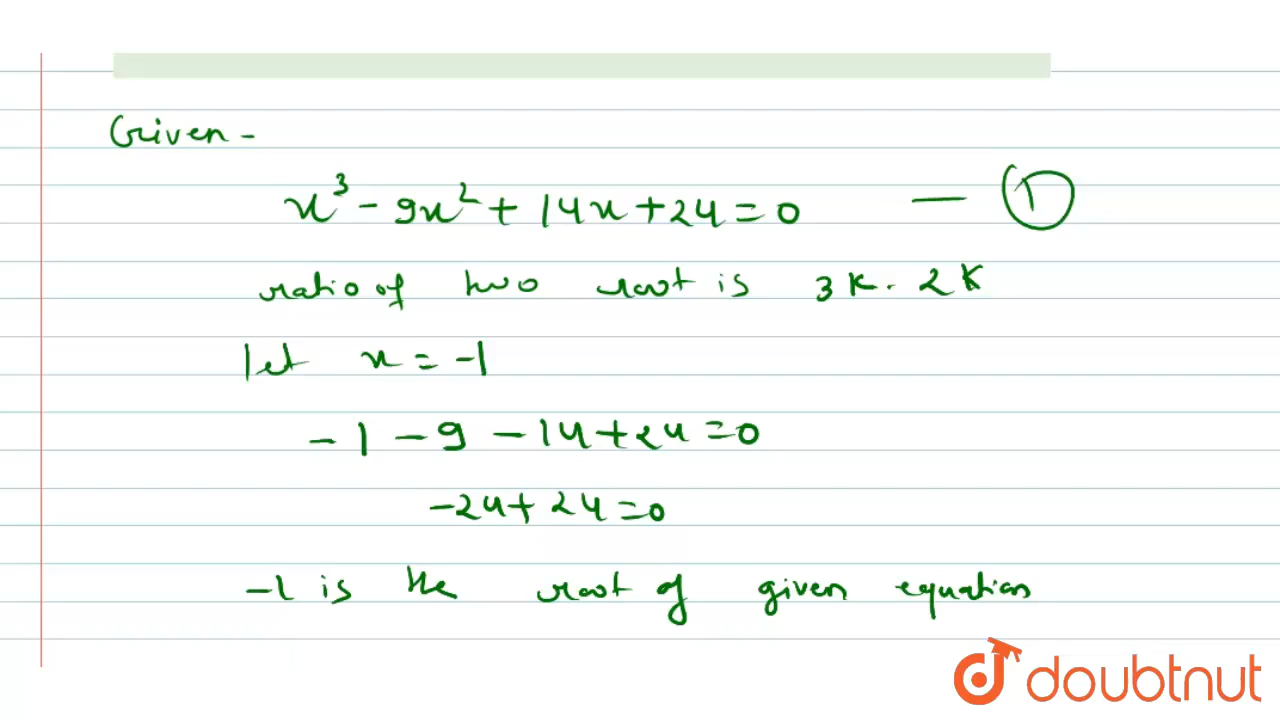 Given -
x³ - 9x² + 14x + 24 = 0 — ①
ratio of two root is 3K. 2K
let x = -1
- 1 - 9 - 14 + 24 = 0
-24 + 24 = 0
-1 is the root of given equation
doubtnut